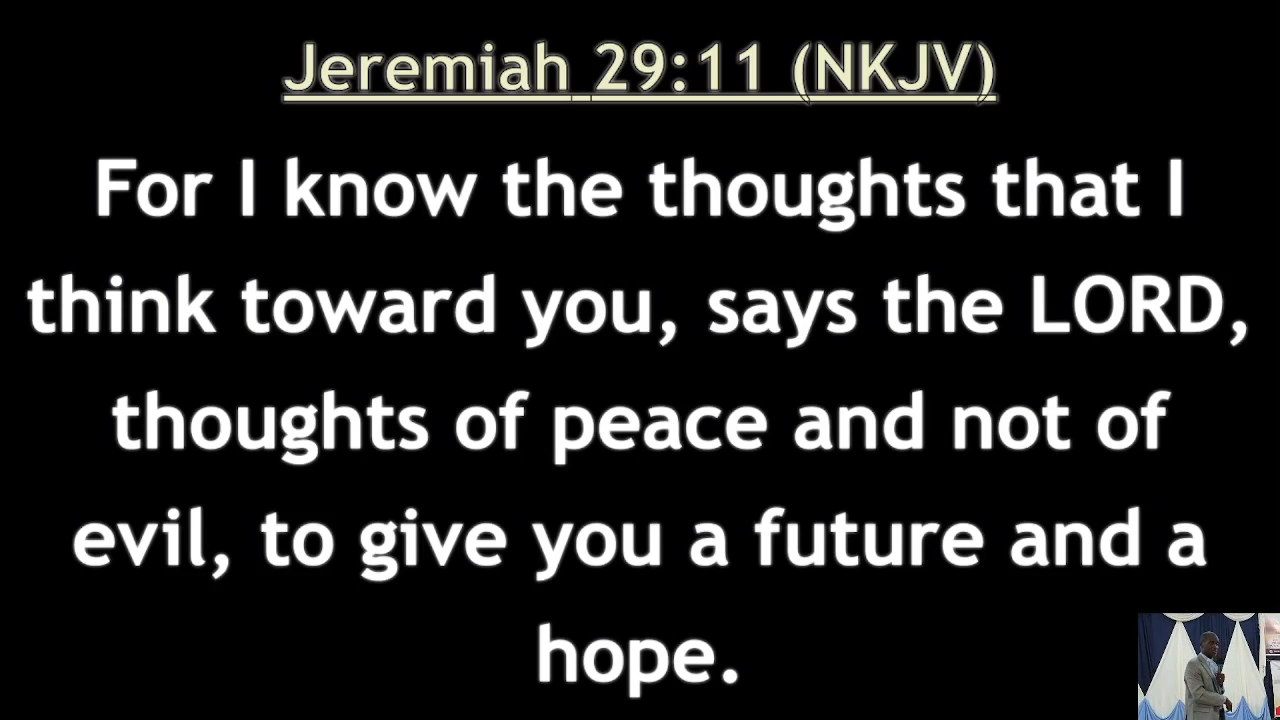 Jeremiah 29:11 (NKJV)
For I know the thoughts that I
think toward you, says the LORD,
thoughts of peace and not of
evil, to give you a future and a
hope.